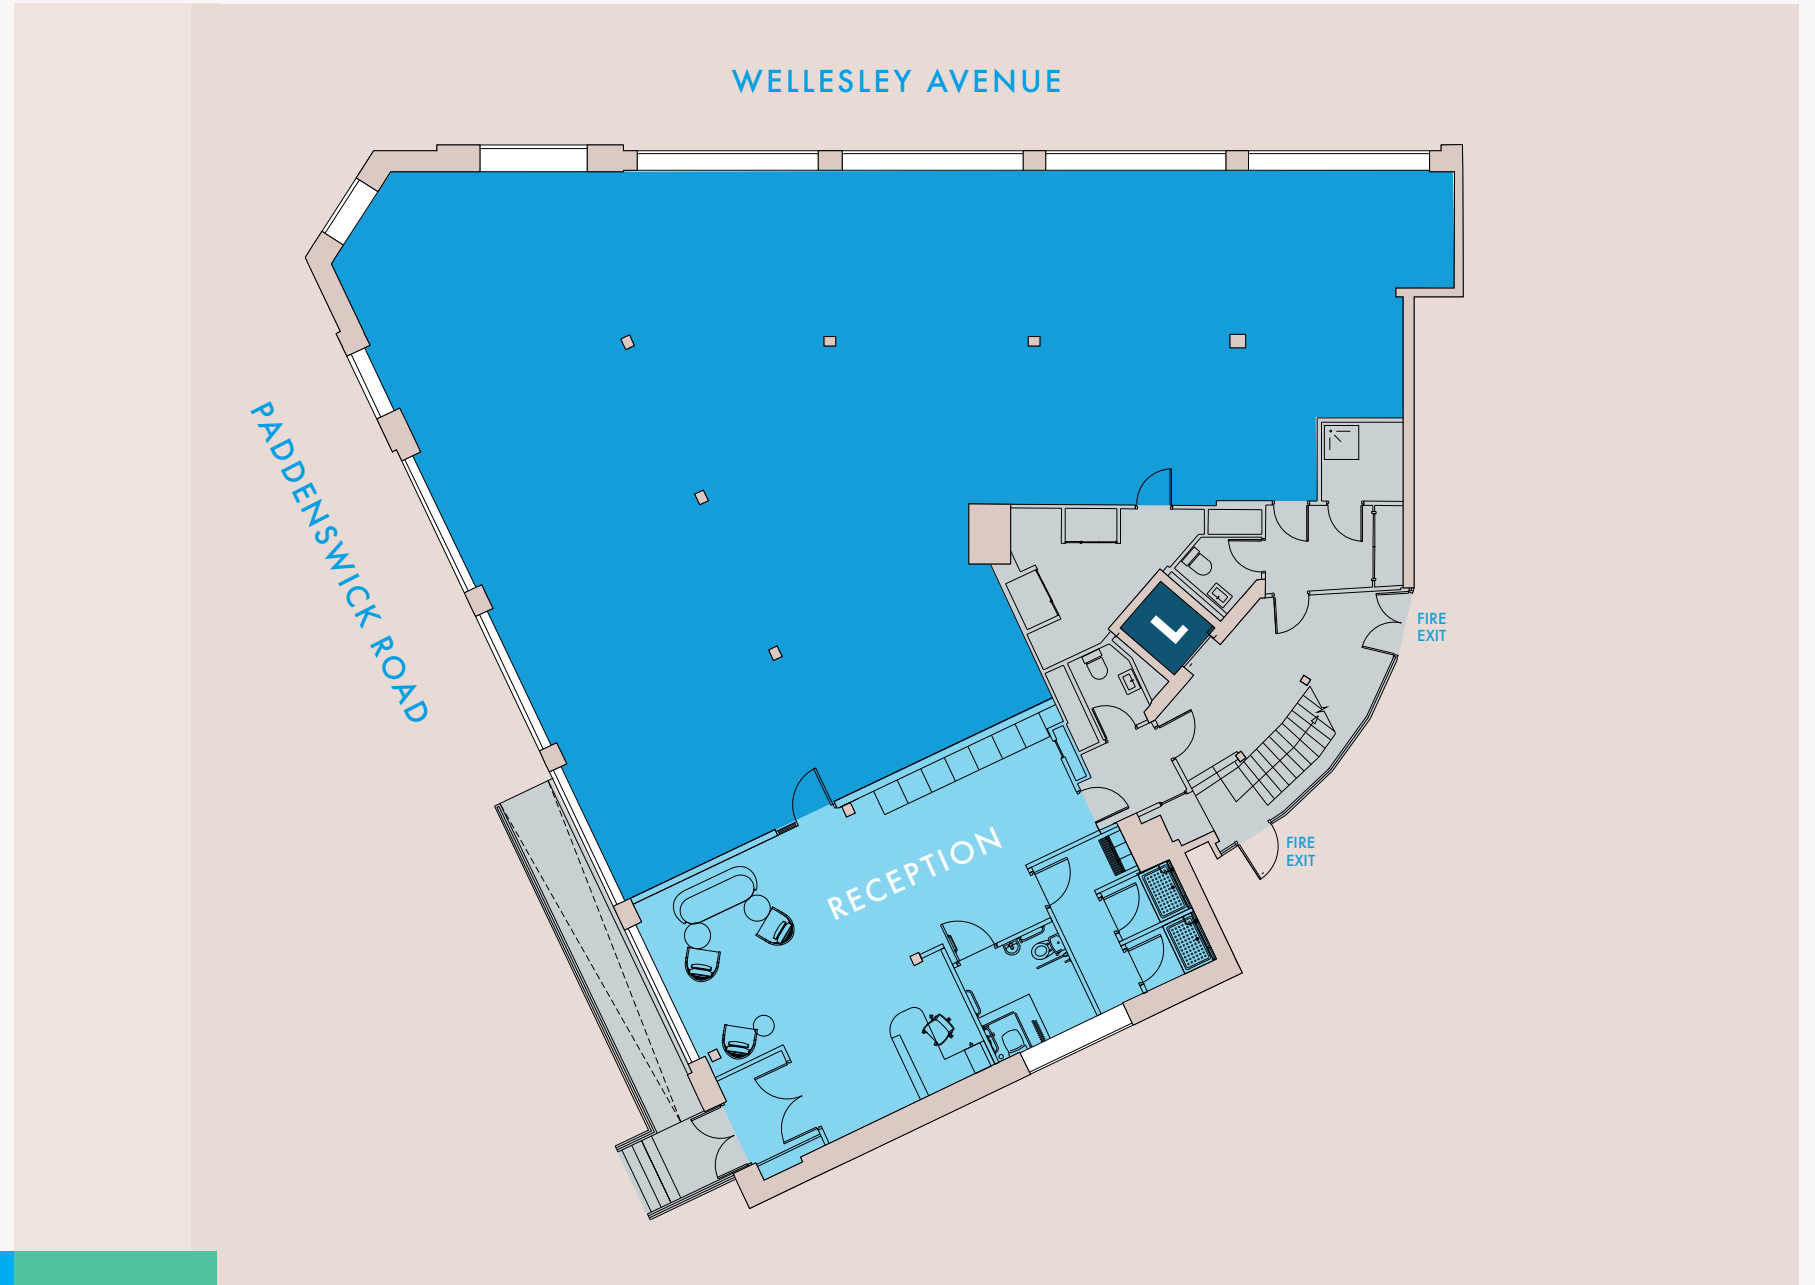 WELLESLEY AVENUE
PADDENSWICK ROAD
L
FIRE
EXIT
RECEPTION
FIRE
EXIT